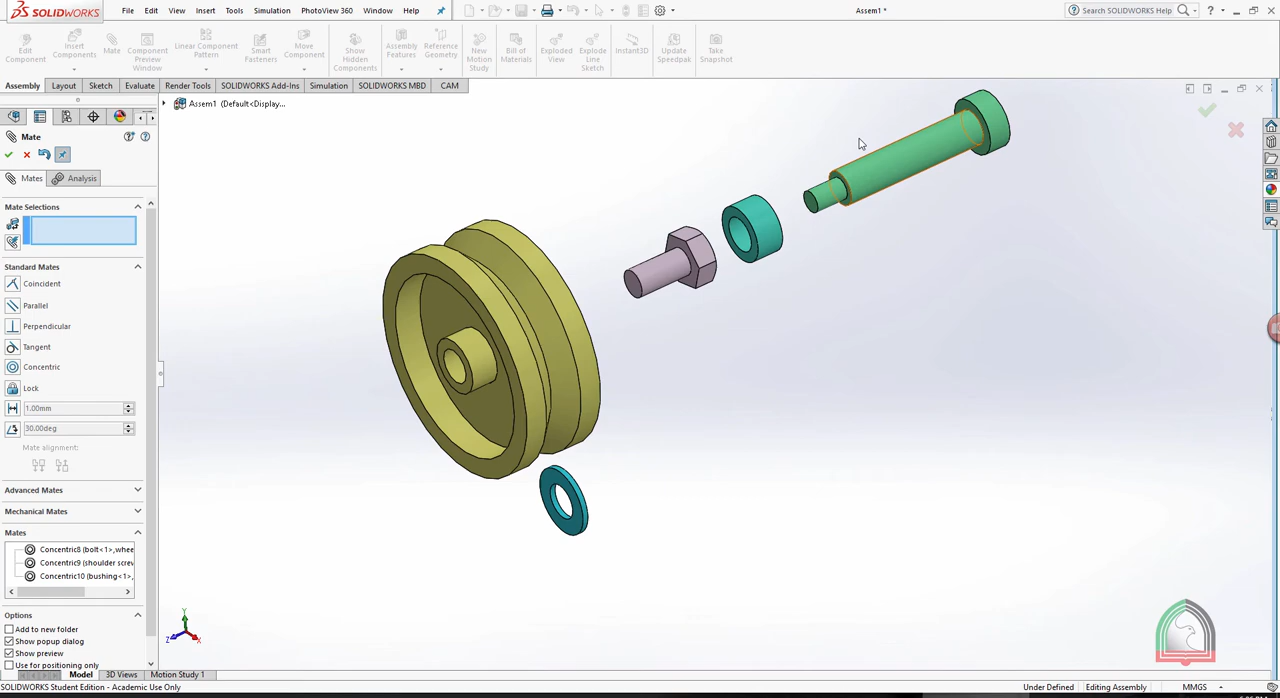 SOLIDWORKS File Edit View Insert Tools Simulation PhotoView 360 Window Help Assem1 * Search SOLIDWORKS Help
Edit Component
Insert Components
Mate
Component Preview Window
Linear Component Pattern
Smart Fasteners
Move Component
Show Hidden Components
Assembly Features
Reference Geometry
New Motion Study
Bill of Materials
Exploded View
Explode Line Sketch
Instant3D
Update Speedpak
Take Snapshot
Assembly Layout Sketch Evaluate Render Tools SOLIDWORKS Add-Ins Simulation SOLIDWORKS MBD CAM
Assem1 (Default<Display...
Mate
Mates Analysis
Mate Selections
Standard Mates
Coincident
Parallel
Perpendicular
Tangent
Concentric
Lock
1.00mm
30.00deg
Mate alignment:
Advanced Mates
Mechanical Mates
Mates
Concentric8 (bolt<1>,whee
Concentric9 (shoulder screw
Concentric10 (bushing<1>,
Options
Add to new folder
Show popup dialog
Show preview
Use for positioning only
Y
Z X
Model 3D Views Motion Study 1
SOLIDWORKS Student Edition - Academic Use Only Under Defined Editing Assembly MMGS